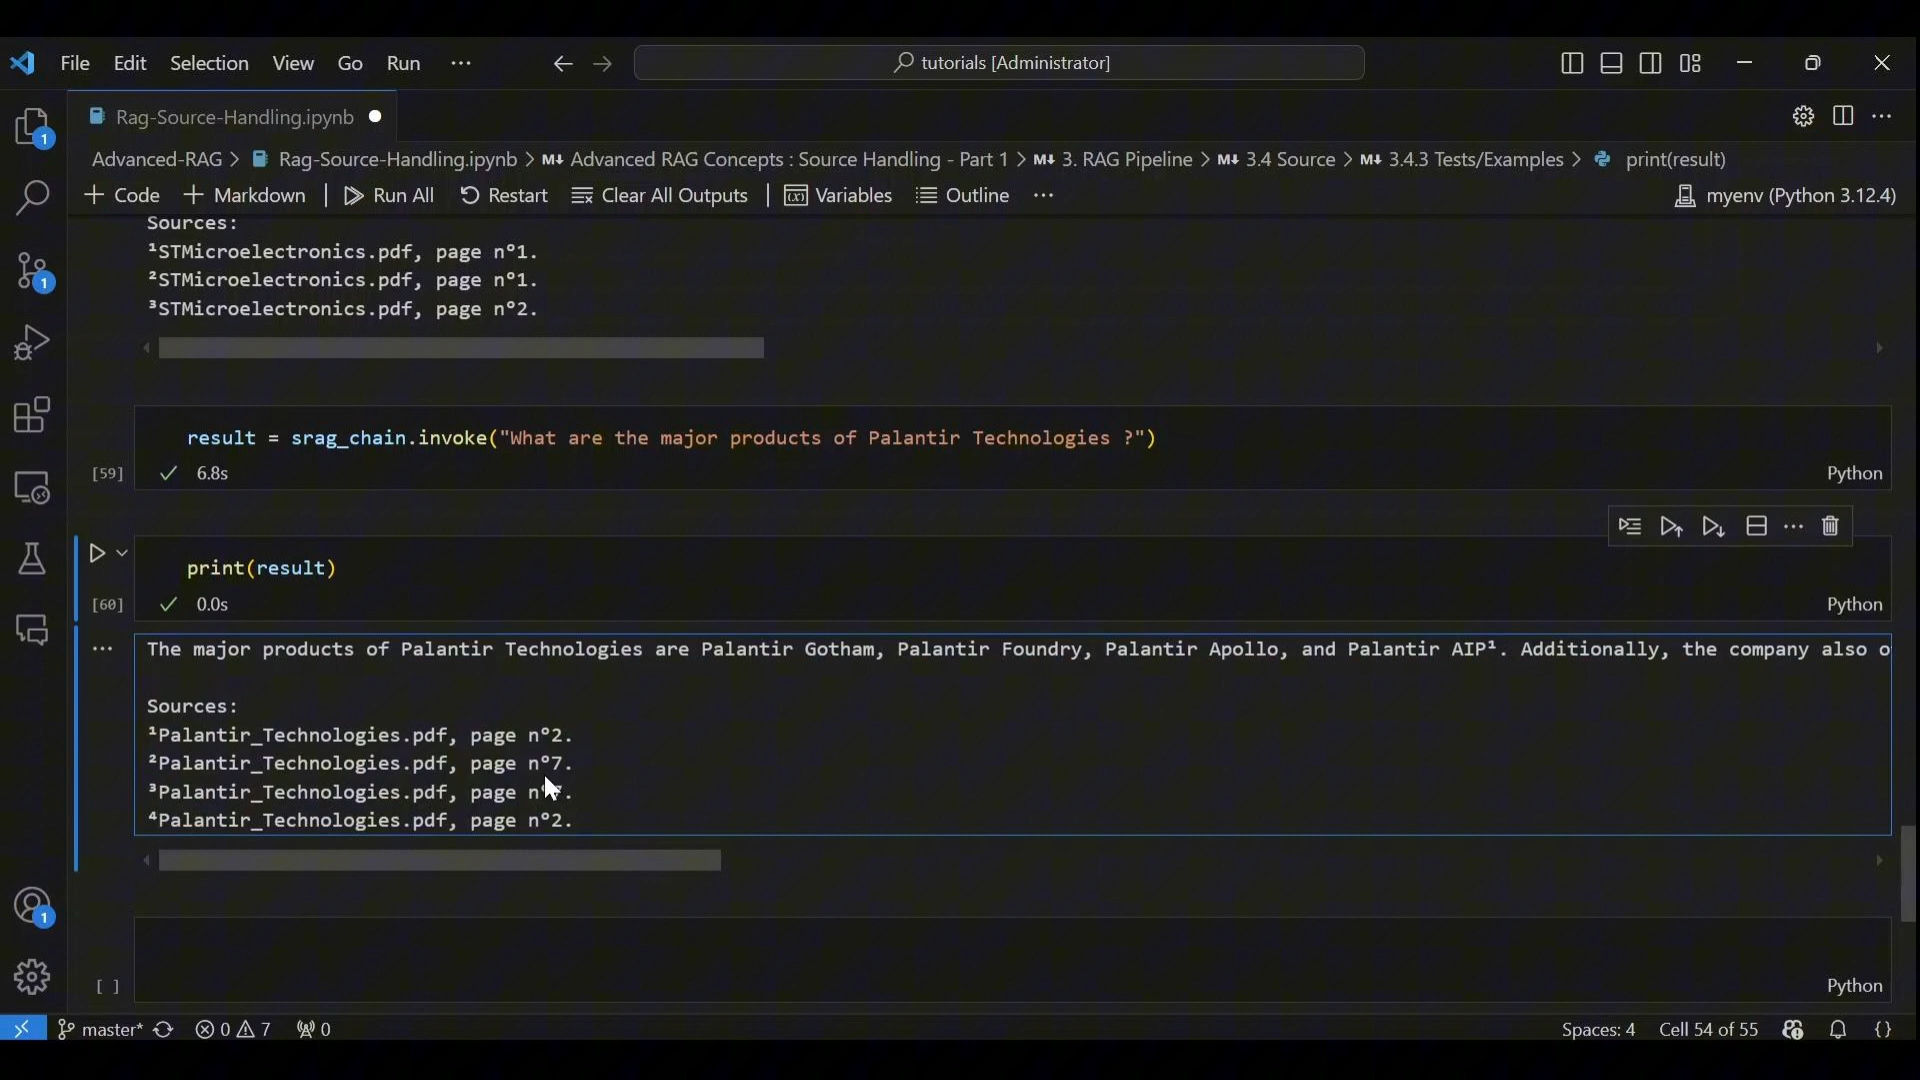 File Edit Selection View Go Run ··· tutorials [Administrator]
Rag-Source-Handling.ipynb
Advanced-RAG > Rag-Source-Handling.ipynb > M↓ Advanced RAG Concepts : Source Handling - Part 1 > M↓ 3. RAG Pipeline > M↓ 3.4 Source > M↓ 3.4.3 Tests/Examples > print(result)
+ Code + Markdown Run All Restart Clear All Outputs Variables Outline ··· myenv (Python 3.12.4)
Sources:
¹STMicroelectronics.pdf, page n°1.
²STMicroelectronics.pdf, page n°1.
³STMicroelectronics.pdf, page n°2.
result = srag_chain.invoke("What are the major products of Palantir Technologies ?")
[59] 6.8s Python
print(result)
[60] 0.0s Python
The major products of Palantir Technologies are Palantir Gotham, Palantir Foundry, Palantir Apollo, and Palantir AIP¹. Additionally, the company also
Sources:
¹Palantir_Technologies.pdf, page n°2.
²Palantir_Technologies.pdf, page n°7.
³Palantir_Technologies.pdf, page
⁴Palantir_Technologies.pdf, page n°2.
[ ] Python
master* 0 7 0 Spaces: 4 Cell 54 of 55